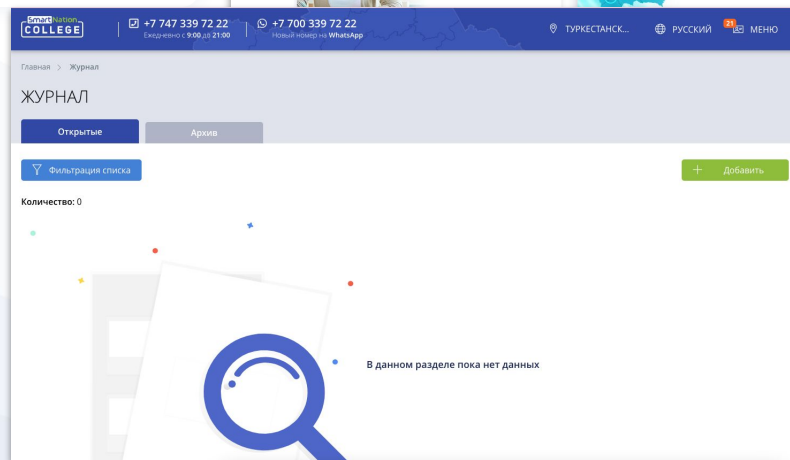 Smart Nation
COLLEGE
+7 747 339 72 22
Ежедневно с 9:00 до 21:00
+7 700 339 72 22
Новый номер на WhatsApp
ТУРКЕСТАНСК...
РУССКИЙ
21
МЕНЮ
Главная > Журнал
ЖУРНАЛ
Открытые
Архив
Фильтрация списка
+ Добавить
Количество: 0
В данном разделе пока нет данных